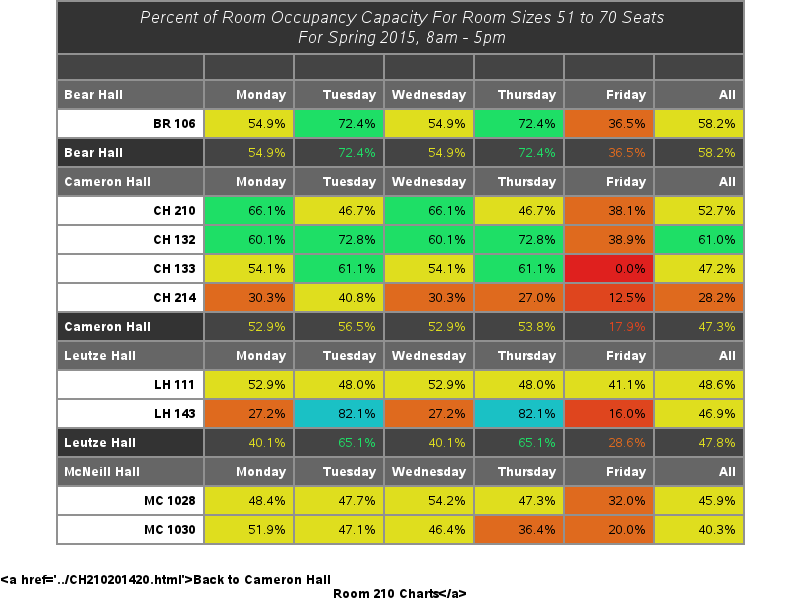 Percent of Room Occupancy Capacity For Room Sizes 51 to 70 Seats
For Spring 2015, 8am - 5pm
Bear Hall Monday Tuesday Wednesday Thursday Friday All
BR 106 54.9% 72.4% 54.9% 72.4% 36.5% 58.2%
Bear Hall 54.9% 72.4% 54.9% 72.4% 36.5% 58.2%
Cameron Hall Monday Tuesday Wednesday Thursday Friday All
CH 210 66.1% 46.7% 66.1% 46.7% 38.1% 52.7%
CH 132 60.1% 72.8% 60.1% 72.8% 38.9% 61.0%
CH 133 54.1% 61.1% 54.1% 61.1% 0.0% 47.2%
CH 214 30.3% 40.8% 30.3% 27.0% 12.5% 28.2%
Cameron Hall 52.9% 56.5% 52.9% 53.8% 17.9% 47.3%
Leutze Hall Monday Tuesday Wednesday Thursday Friday All
LH 111 52.9% 48.0% 52.9% 48.0% 41.1% 48.6%
LH 143 27.2% 82.1% 27.2% 82.1% 16.0% 46.9%
Leutze Hall 40.1% 65.1% 40.1% 65.1% 28.6% 47.8%
McNeill Hall Monday Tuesday Wednesday Thursday Friday All
MC 1028 48.4% 47.7% 54.2% 47.3% 32.0% 45.9%
MC 1030 51.9% 47.1% 46.4% 36.4% 20.0% 40.3%
<a href='../CH210201420.html'>Back to Cameron Hall
Room 210 Charts</a>